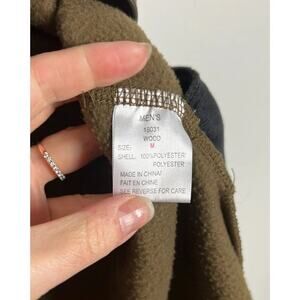 MEN'S
18031
WOOD
SIZE: M
SHELL: 100%POLYESTER
POLYESTER
MADE IN CHINA/
FAIT EN CHINE
SEE REVERSE FOR CARE